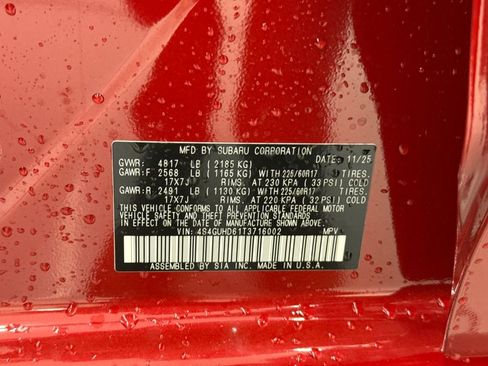 MFD BY SUBARU CORPORATION DATE: 11/25
GVWR: 4817 LB (2185 KG)
GAWR:F 2568 LB (1165 KG) WITH 225/60R17 TIRES.
17X7J RIMS. AT 230 KPA (33 PSI) COLD
GAWR:R 2491 LB (1130 KG) WITH 225/60R17 TIRES.
17X7J RIMS. AT 220 KPA (32 PSI) COLD
THIS VEHICLE CONFORMS TO ALL APPLICABLE FEDERAL MOTOR
VEHICLE SAFETY AND THEFT PREVENTION STANDARDS
IN EFFECT ON THE DATE OF MANUFACTURE SHOWN ABOVE.
VIN: 4S4GUHD61T3716002 MPV
ASSEMBLED BY SIA INC. MADE IN U.S.A.